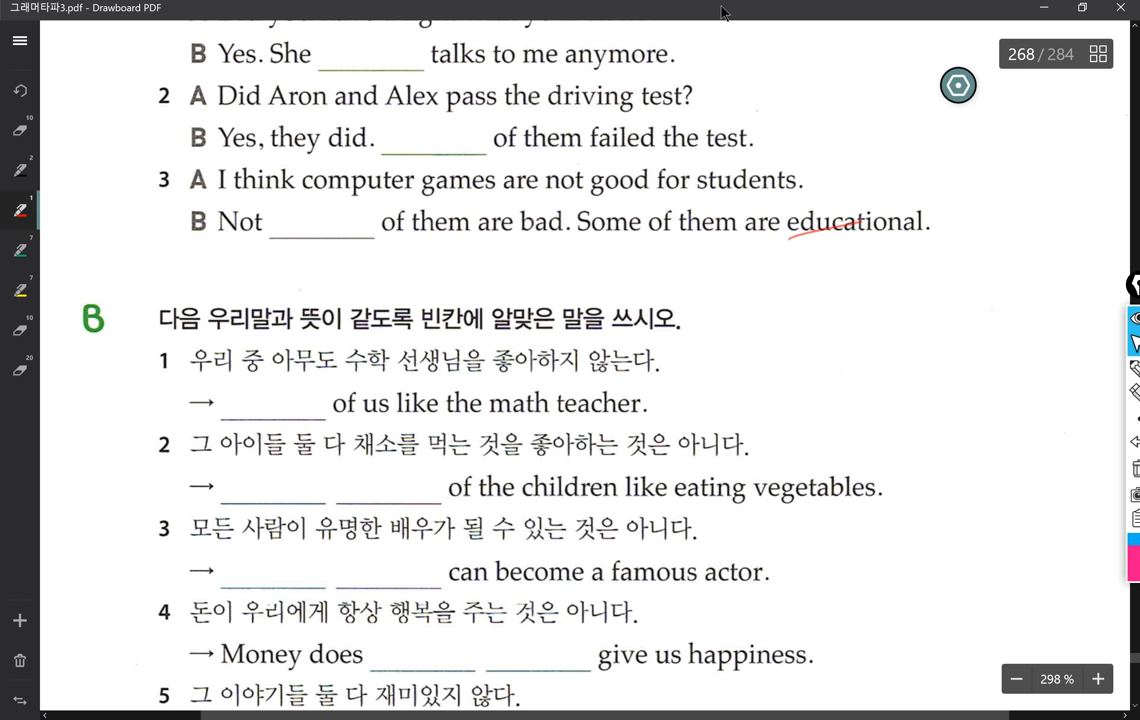 그래머타파3.pdf - Drawboard PDF
268 / 284
B Yes. She ________ talks to me anymore.
2 A Did Aron and Alex pass the driving test?
B Yes, they did. ________ of them failed the test.
3 A I think computer games are not good for students.
B Not ________ of them are bad. Some of them are educational.
B 다음 우리말과 뜻이 같도록 빈칸에 알맞은 말을 쓰시오.
1 우리 중 아무도 수학 선생님을 좋아하지 않는다.
→ ________ of us like the math teacher.
2 그 아이들 둘 다 채소를 먹는 것을 좋아하는 것은 아니다.
→ ________ ________ of the children like eating vegetables.
3 모든 사람이 유명한 배우가 될 수 있는 것은 아니다.
→ ________ ________ can become a famous actor.
4 돈이 우리에게 항상 행복을 주는 것은 아니다.
→ Money does ________ ________ give us happiness.
5 그 이야기들 둘 다 재미있지 않다.
298 %
10
2
1
7
7
10
20